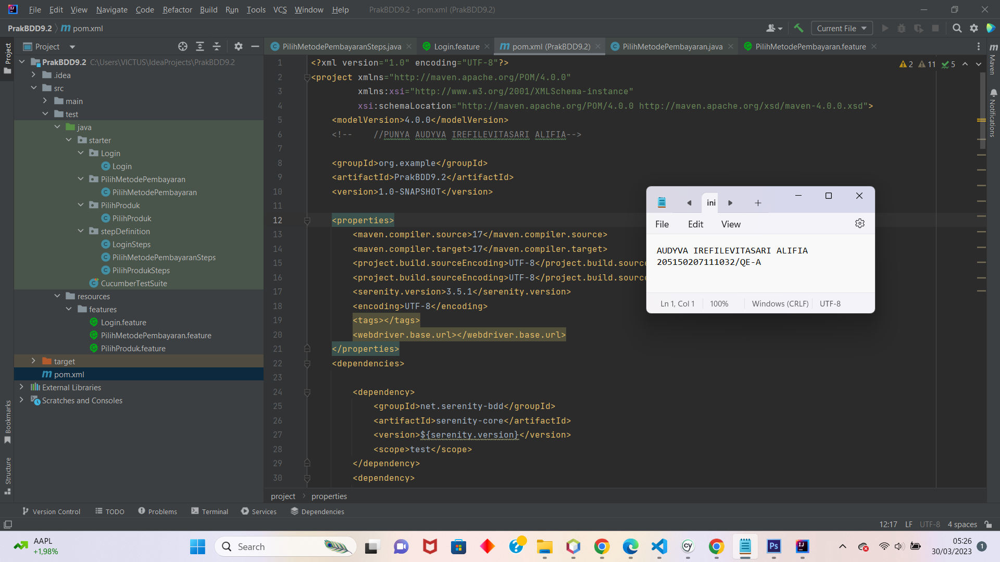 File Edit View Navigate Code Refactor Build Run Tools VCS Window Help PrakBDD9.2 - pom.xml (PrakBDD9.2)
PrakBDD9.2 m pom.xml
Current File
Project
PilihMetodePembayaranSteps.java Login.feature pom.xml (PrakBDD9.2) PilihMetodePembayaran.java PilihMetodePembayaran.feature
2 11 5
Project
Bookmarks
Structure
Maven
Notifications
PrakBDD9.2 C:\Users\VICTUS\IdeaProjects\PrakBDD9.2
.idea
src
main
test
java
starter
Login
Login
PilihMetodePembayaran
PilihMetodePembayaran
PilihProduk
PilihProduk
stepDefinition
LoginSteps
PilihMetodePembayaranSteps
PilihProdukSteps
CucumberTestSuite
resources
features
Login.feature
PilihMetodePembayaran.feature
PilihProduk.feature
target
pom.xml
External Libraries
Scratches and Consoles
1 <?xml version="1.0" encoding="UTF-8"?>
2 <project xmlns="http://maven.apache.org/POM/4.0.0"
3 xmlns:xsi="http://www.w3.org/2001/XMLSchema-instance"
4 xsi:schemaLocation="http://maven.apache.org/POM/4.0.0 http://maven.apache.org/xsd/maven-4.0.0.xsd">
5 <modelVersion>4.0.0</modelVersion>
6 <!-- //PUNYA AUDYVA IREFILEVITASARI ALIFIA-->
7
8 <groupId>org.example</groupId>
9 <artifactId>PrakBDD9.2</artifactId>
10 <version>1.0-SNAPSHOT</version>
11
12 <properties>
13 <maven.compiler.source>17</maven.compiler.source>
14 <maven.compiler.target>17</maven.compiler.target>
15 <project.build.sourceEncoding>UTF-8</project.build.source
16 <project.build.sourceEncoding>UTF-8</project.build.source
17 <serenity.version>3.5.1</serenity.version>
18 <encoding>UTF-8</encoding>
19 <tags></tags>
20 <webdriver.base.url></webdriver.base.url>
21 </properties>
22 <dependencies>
23
24 <dependency>
25 <groupId>net.serenity-bdd</groupId>
26 <artifactId>serenity-core</artifactId>
27 <version>${serenity.version}</version>
28 <scope>test</scope>
29 </dependency>
30 <dependency>
ini
File Edit View
AUDYVA IREFILEVITASARI ALIFIA
205150207111032/QE-A
Ln 1, Col 1 100% Windows (CRLF) UTF-8
project properties
Version Control TODO Problems Terminal Services Dependencies
12:17 LF UTF-8 4 spaces
AAPL
+1,98%
Search
cy
Ps
IJ
05:26
30/03/2023
1